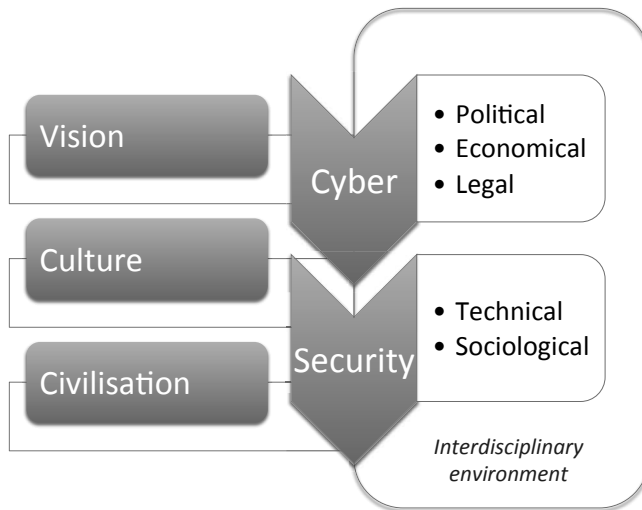 Vision
Culture
Civilisation
Cyber
• Political
• Economical
• Legal
Security
• Technical
• Sociological
Interdisciplinary
environment